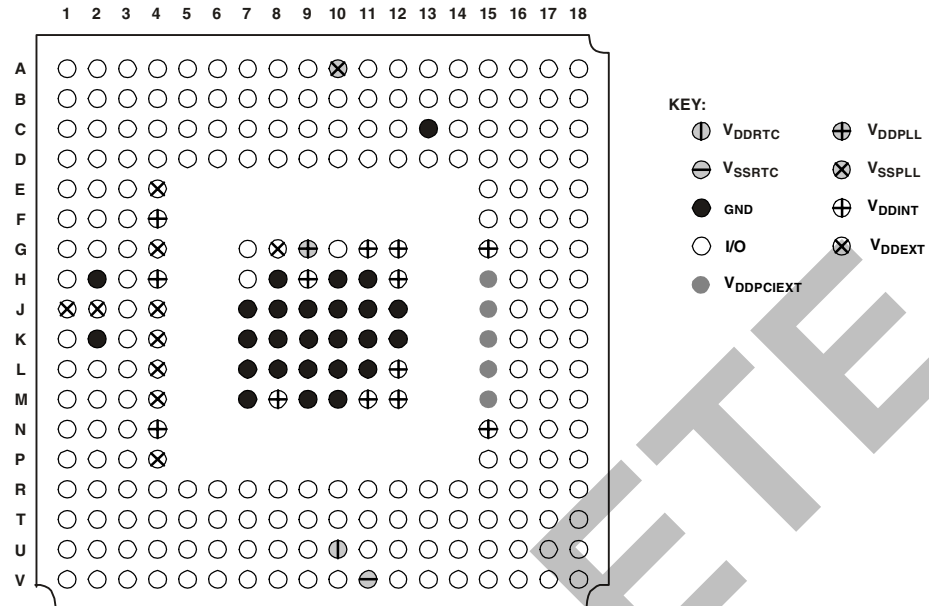 1 2 3 4 5 6 7 8 9 10 11 12 13 14 15 16 17 18
A
B
C
D
E
F
G
H
J
K
L
M
N
P
R
T
U
V
KEY:
VDDRTC VDDPLL
VSSRTC VSSPLL
GND VDDINT
I/O VDDEXT
VDDPCIEXT
ETE